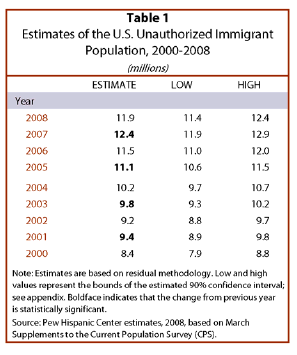 Table 1
Estimates of the U.S. Unauthorized Immigrant
Population, 2000-2008
(millions)
ESTIMATE LOW HIGH
Year
2008 11.9 11.4 12.4
2007 12.4 11.9 12.9
2006 11.5 11.0 12.0
2005 11.1 10.6 11.5
2004 10.2 9.7 10.7
2003 9.8 9.3 10.2
2002 9.2 8.8 9.7
2001 9.4 8.9 9.8
2000 8.4 7.9 8.8
Note: Estimates are based on residual methodology. Low and high
values represent the bounds of the estimated 90% confidence interval;
see appendix. Boldface indicates that the change from previous year
is statistically significant.
Source: Pew Hispanic Center estimates, 2008, based on March
Supplements to the Current Population Survey (CPS).